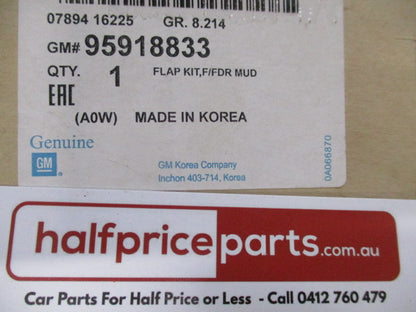 07894 16225 GR. 8.214
GM# 95918833
QTY. 1 FLAP KIT,F/FDR MUD
EAC
(A0W) MADE IN KOREA
Genuine
GM
GM Korea Company
Inchon 403-714, Korea
0A066870
halfpriceparts.com.au
Car Parts For Half Price or Less - Call 0412 760 479